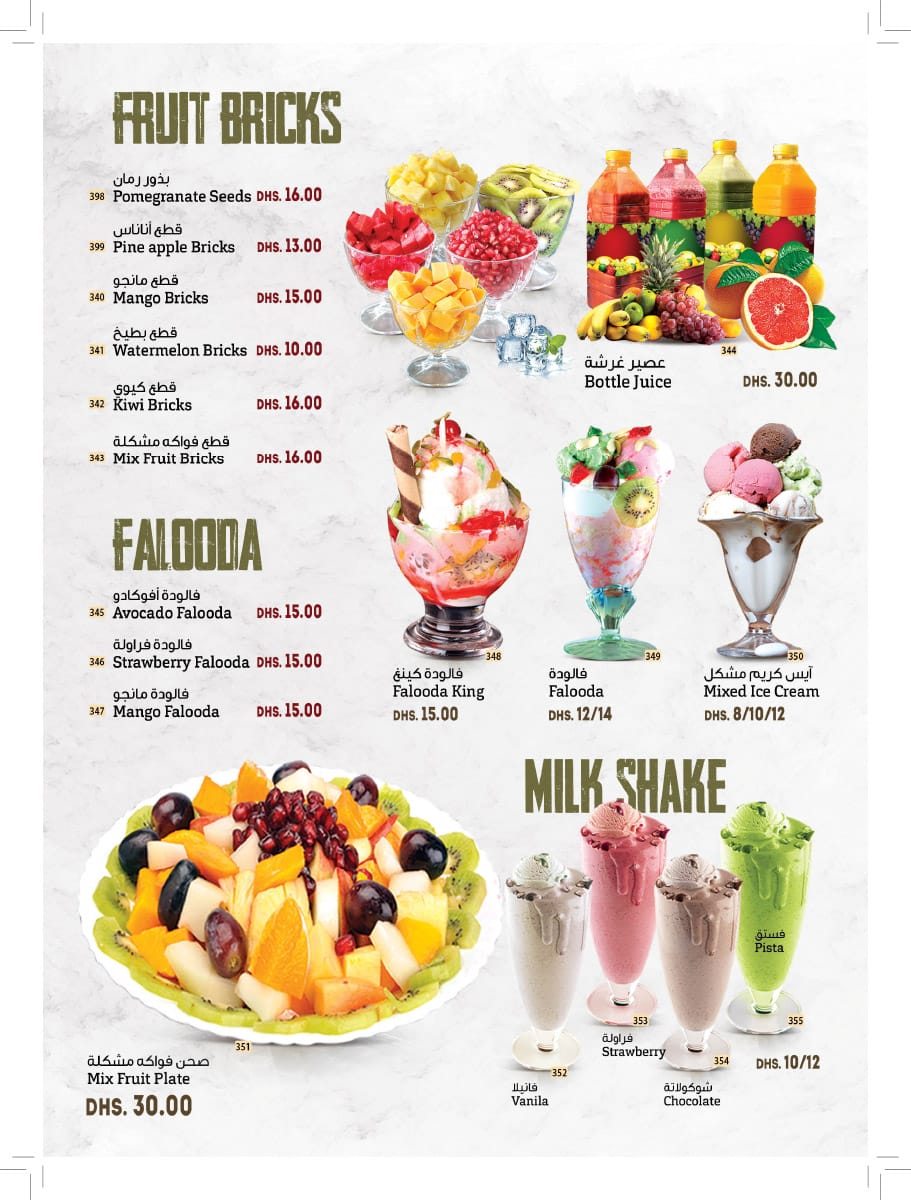 FRUIT BRICKS
بذور رمان
398 Pomegranate Seeds DHS. 16.00
قطع أناناس
399 Pine apple Bricks DHS. 13.00
قطع مانجو
340 Mango Bricks DHS. 15.00
قطع بطيخ
341 Watermelon Bricks DHS. 10.00
قطع كيوي
342 Kiwi Bricks DHS. 16.00
قطع فواكه مشكلة
343 Mix Fruit Bricks DHS. 16.00
344
عصير غرشة
Bottle Juice DHS. 30.00
FALOODA
فالودة أفوكادو
345 Avocado Falooda DHS. 15.00
فالودة فراولة
346 Strawberry Falooda DHS. 15.00
فالودة مانجو
347 Mango Falooda DHS. 15.00
348
فالودة كينغ
Falooda King
DHS. 15.00
349
فالودة
Falooda
DHS. 12/14
350
آيس كريم مشكل
Mixed Ice Cream
DHS. 8/10/12
351
صحن فواكه مشكلة
Mix Fruit Plate
DHS. 30.00
MILK SHAKE
فستق
Pista
355
353
فراولة
Strawberry
354
شوكولاتة
Chocolate
352
فانيلا
Vanila
DHS. 10/12